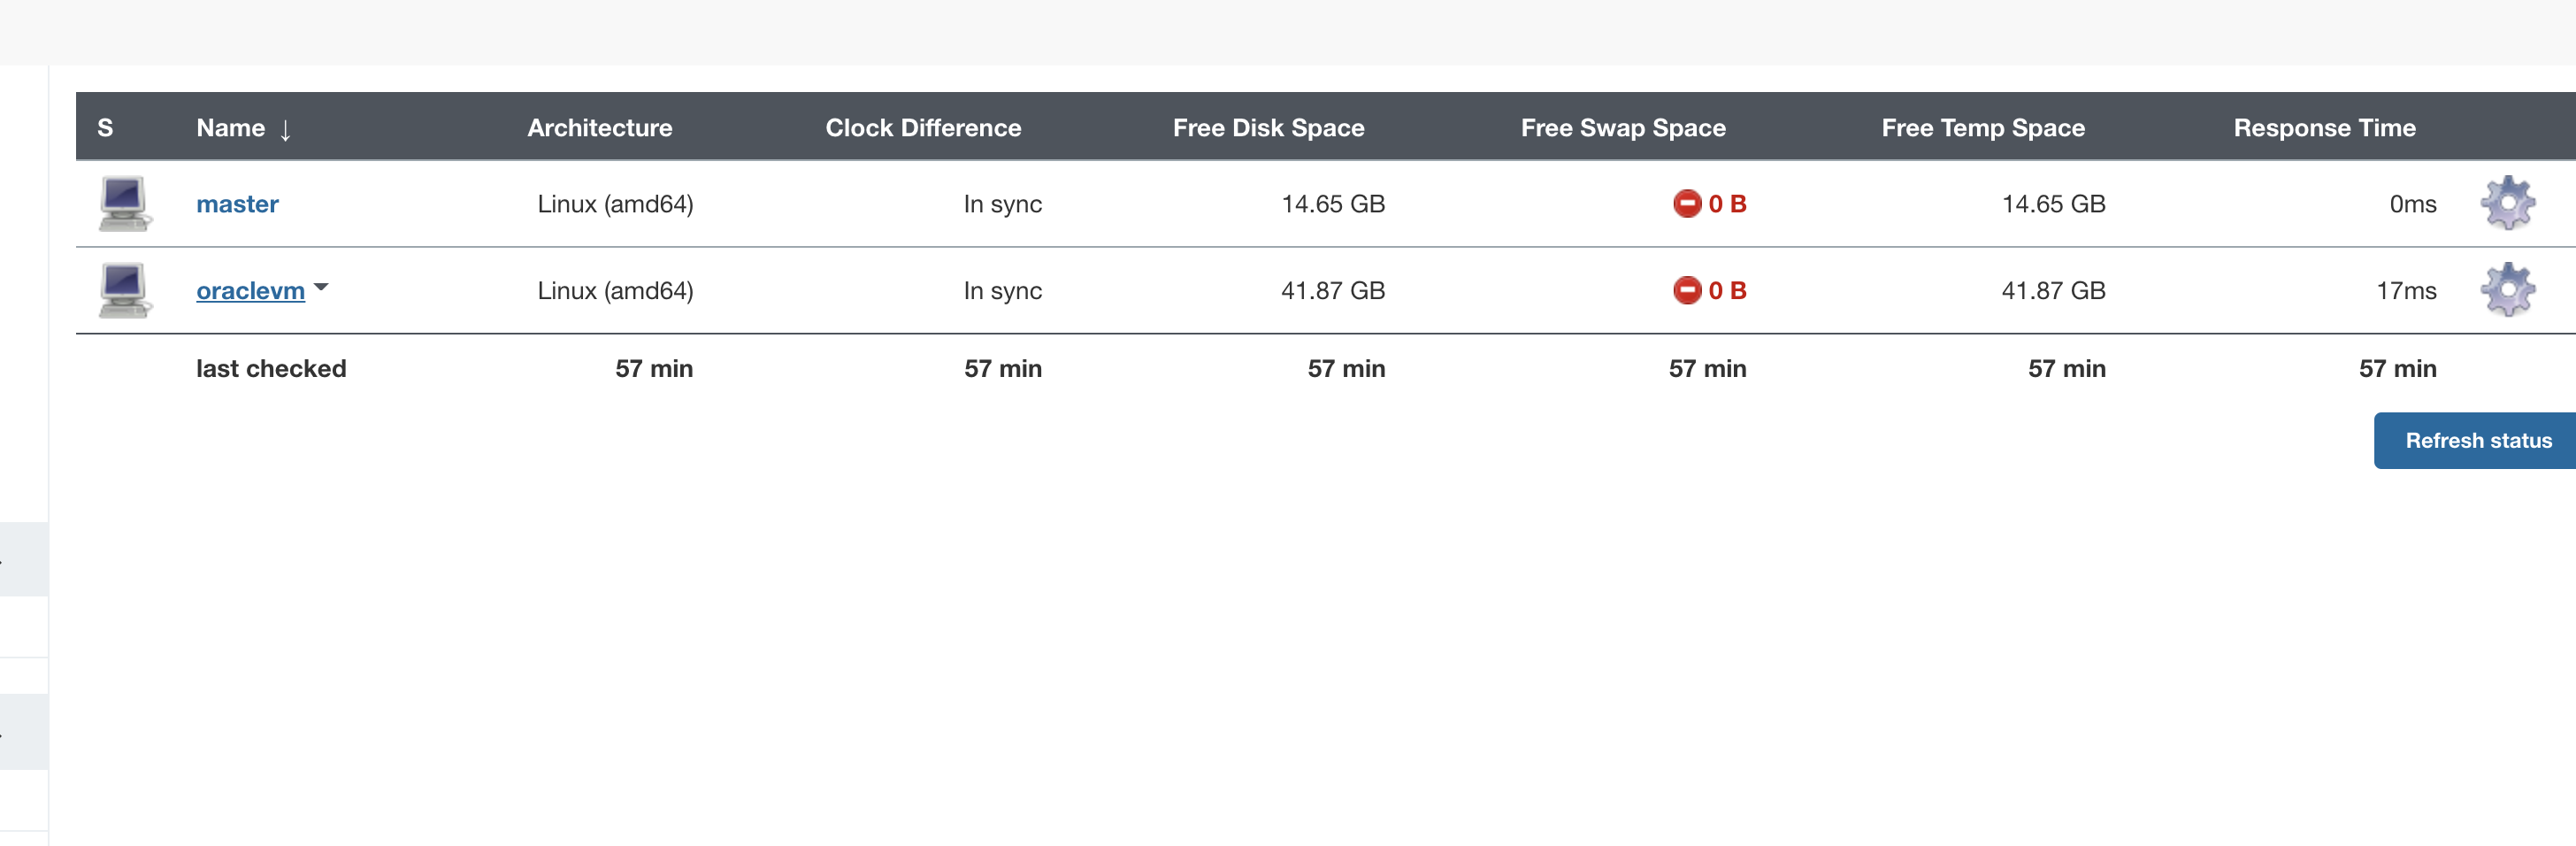 S Name ↓ Architecture Clock Difference Free Disk Space Free Swap Space Free Temp Space Response Time
master Linux (amd64) In sync 14.65 GB 0 B 14.65 GB 0ms
oraclevm Linux (amd64) In sync 41.87 GB 0 B 41.87 GB 17ms
last checked 57 min 57 min 57 min 57 min 57 min 57 min
Refresh status